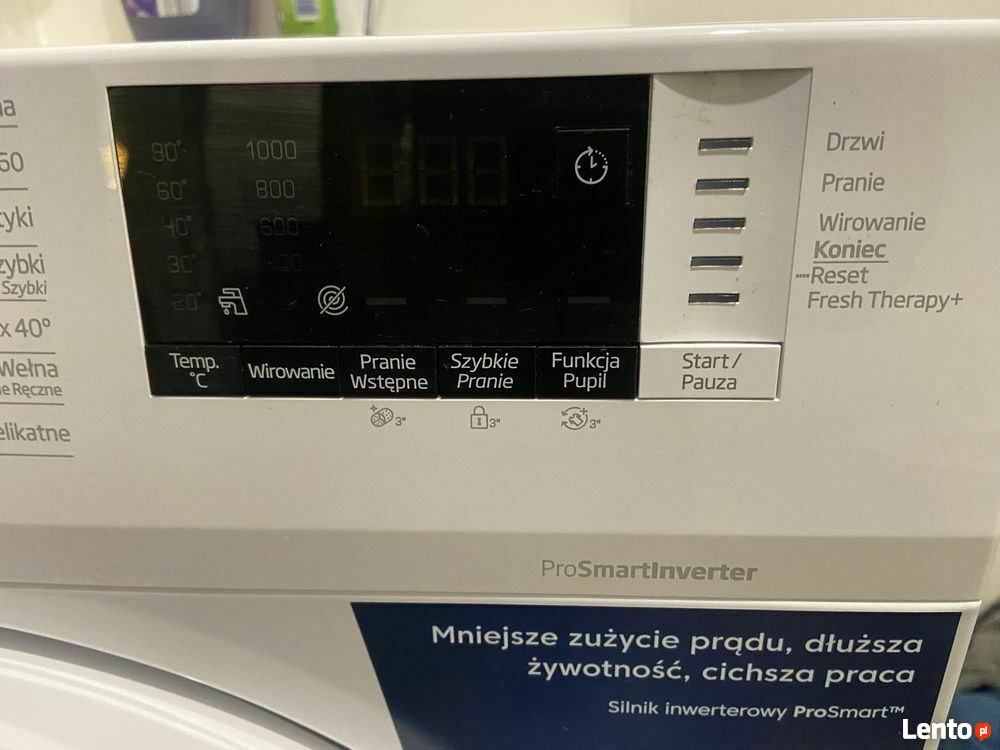 60
90°
60°
40°
30°
20°
1000
800
600
400
Drzwi
Pranie
Wirowanie
Koniec
Reset
Fresh Therapy+
Szybki
x 40°
Wełna
Temp.
°C
Wirowanie
Pranie
Wstępne
Szybkie
Pranie
Funkcja
Pupil
Start/
Pauza
3"
3"
3"
ProSmartInverter
Mniejsze zużycie prądu, dłuższa
żywotność, cichsza praca
Silnik inwerterowy ProSmart™
Lento.pl